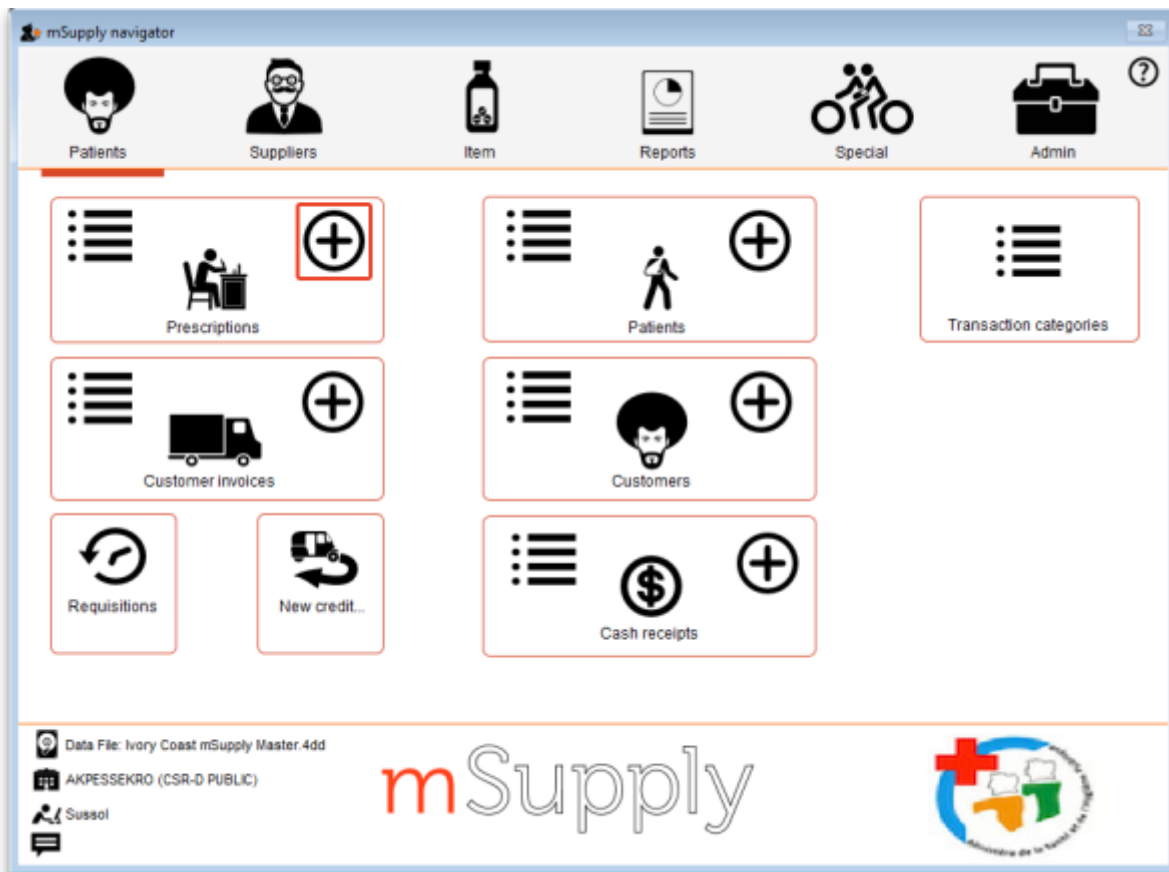 mSupply navigator
Patients
Suppliers
Item
Reports
Special
Admin
Prescriptions
Patients
Transaction categories
Customer invoices
Customers
Requisitions
New credit...
Cash receipts
Data File: Ivory Coast mSupply Master.4dd
AKPESSEKRO (CSR-D PUBLIC)
Sussol
mSupply